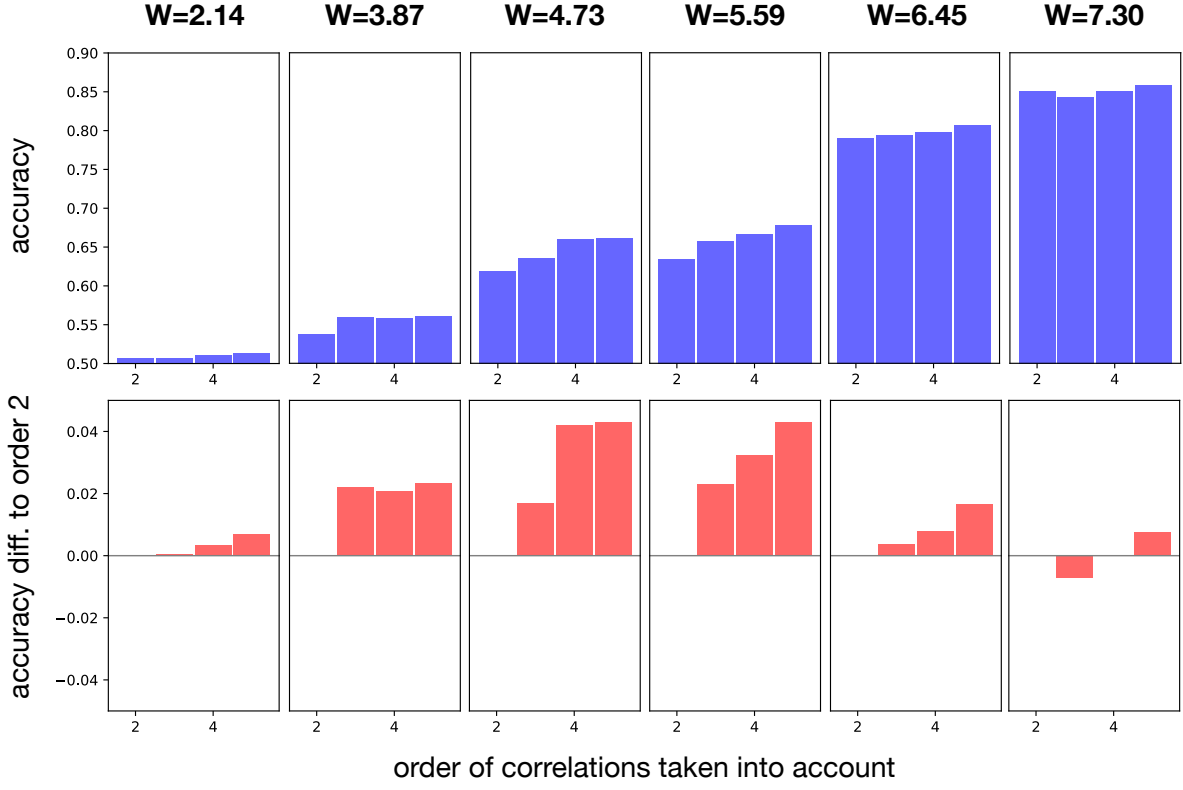 W=2.14 W=3.87 W=4.73 W=5.59 W=6.45 W=7.30
accuracy
0.90
0.85
0.80
0.75
0.70
0.65
0.60
0.55
0.50
2 4 2 4 2 4 2 4 2 4 2 4
accuracy diff. to order 2
0.04
0.02
0.00
−0.02
−0.04
2 4 2 4 2 4 2 4 2 4 2 4
order of correlations taken into account